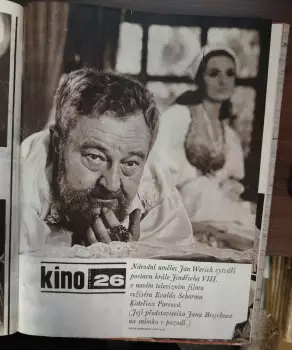 kino 26
Národní umělec Jan Werich vytváří
postavu krále Jindřicha VIII.
v novém televizním filmu
režiséra Evalda Schorma
Kateřina Parrová.
(Její představitelka Jana Brejchová
na snímku v pozadí.)